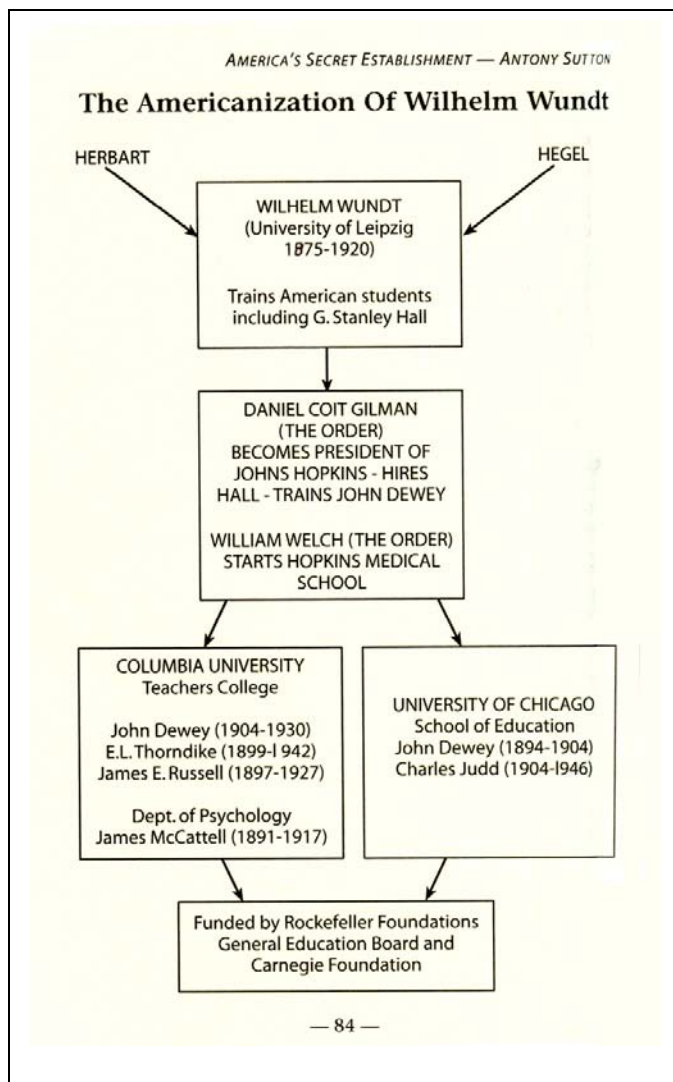 AMERICA'S SECRET ESTABLISHMENT — ANTONY SUTTON
The Americanization Of Wilhelm Wundt
HERBART
HEGEL
WILHELM WUNDT
(University of Leipzig
1875-1920)
Trains American students
including G. Stanley Hall
DANIEL COIT GILMAN
(THE ORDER)
BECOMES PRESIDENT OF
JOHNS HOPKINS - HIRES
HALL - TRAINS JOHN DEWEY
WILLIAM WELCH (THE ORDER)
STARTS HOPKINS MEDICAL
SCHOOL
COLUMBIA UNIVERSITY
Teachers College
John Dewey (1904-1930)
E.L. Thorndike (1899-l 942)
James E. Russell (1897-1927)
Dept. of Psychology
James McCattell (1891-1917)
UNIVERSITY OF CHICAGO
School of Education
John Dewey (1894-1904)
Charles Judd (1904-l946)
Funded by Rockefeller Foundations
General Education Board and
Carnegie Foundation
— 84 —